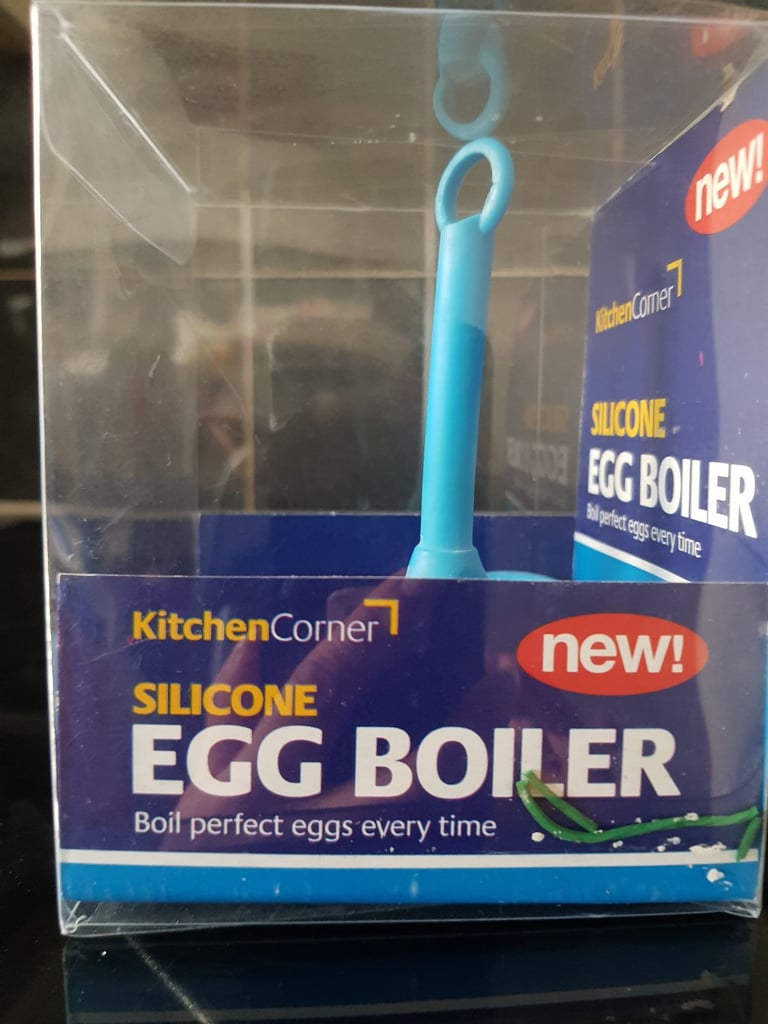 KitchenCorner
new!
SILICONE
EGG BOILER
Boil perfect eggs every time
new!
KitchenCorner
SILICONE
EGG BOILER
Boil perfect eggs every time